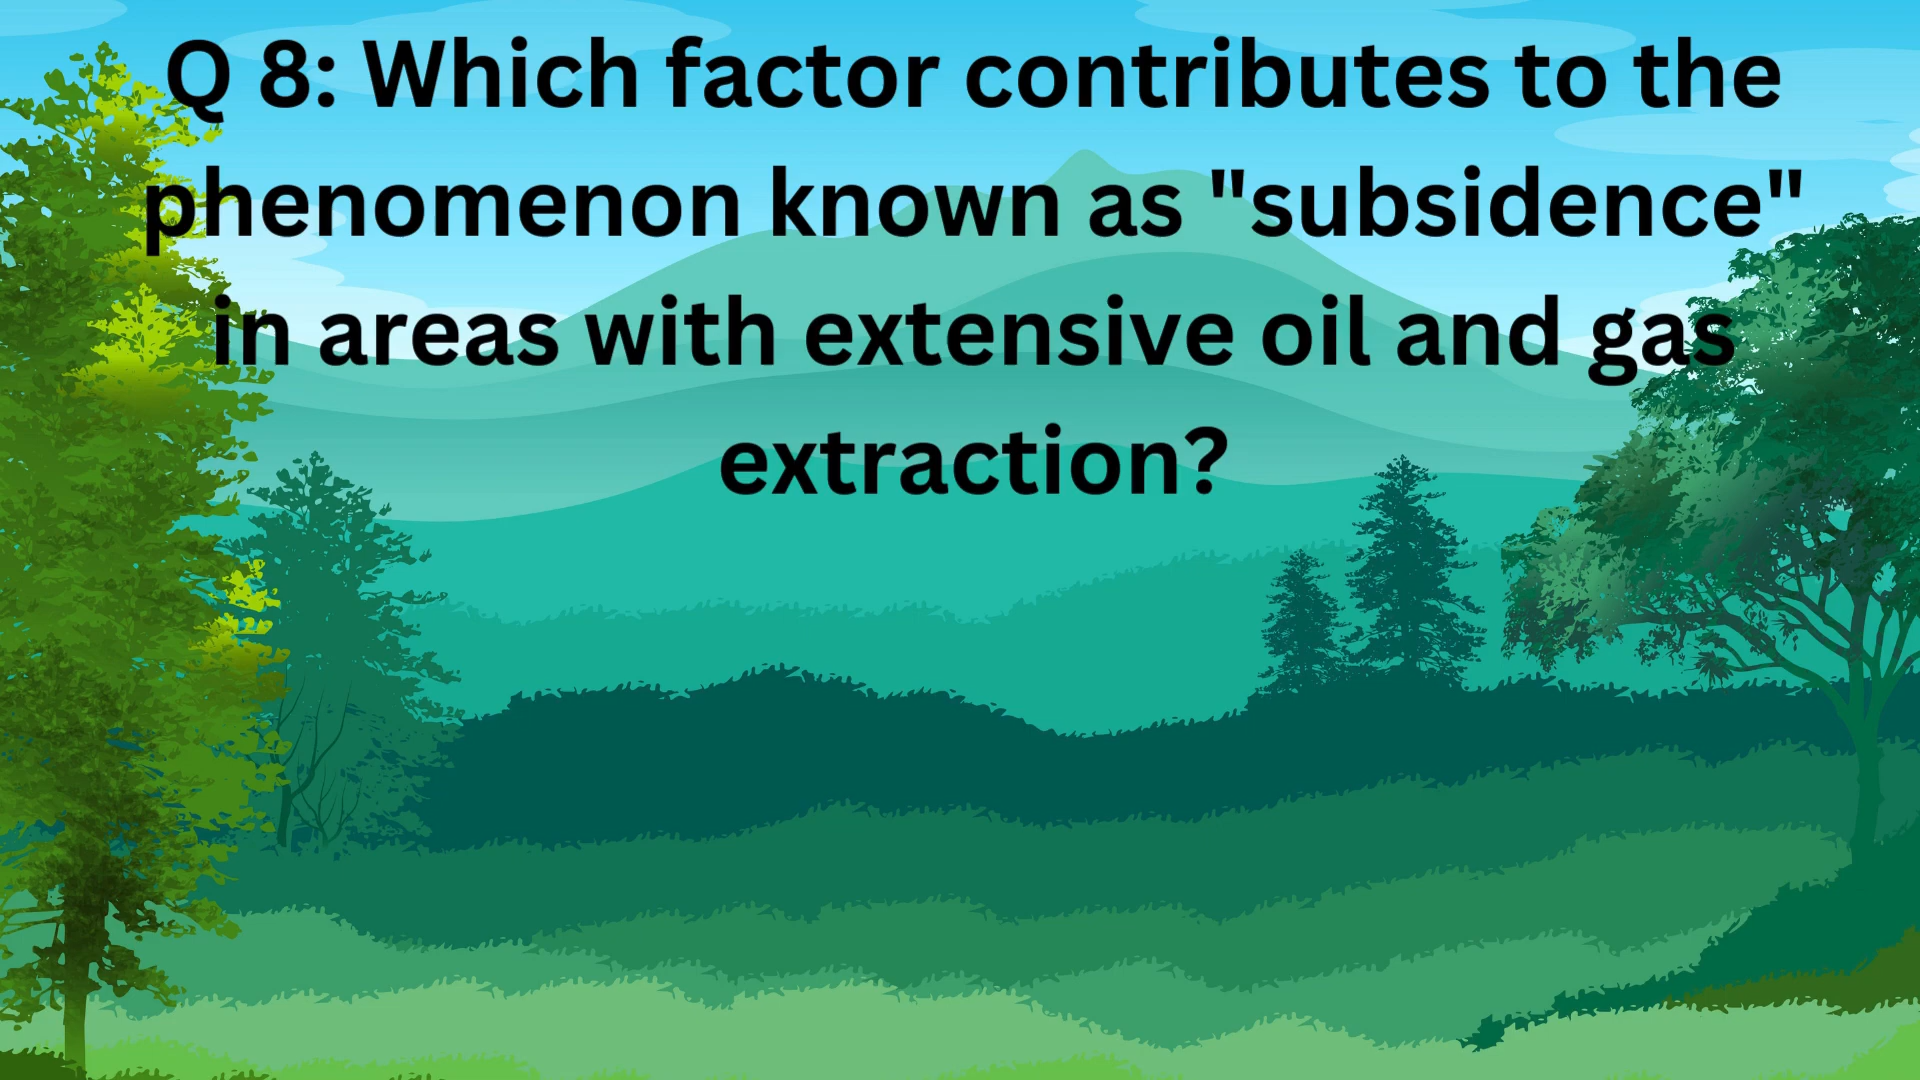 Q 8: Which factor contributes to the
phenomenon known as "subsidence"
in areas with extensive oil and gas
extraction?